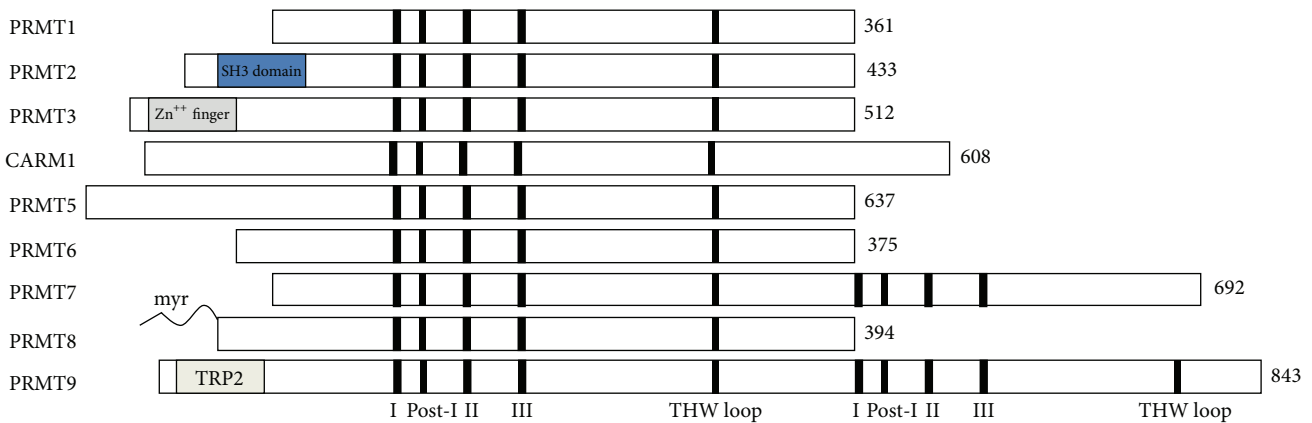 PRMT1 361
PRMT2 SH3 domain 433
PRMT3 Zn++ finger 512
CARM1 608
PRMT5 637
PRMT6 375
PRMT7 692
myr
PRMT8 394
PRMT9 TRP2 843
I Post-I II III THW loop I Post-I II III THW loop